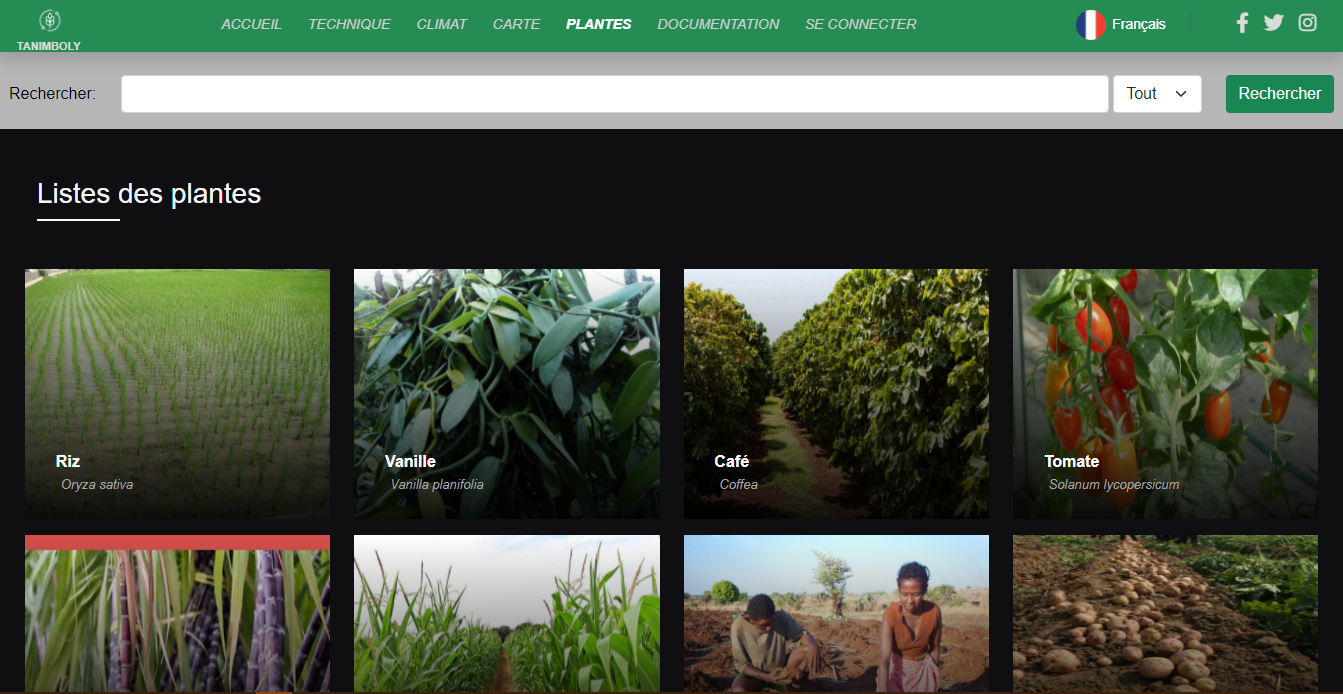 ACCUEIL TECHNIQUE CLIMAT CARTE PLANTES DOCUMENTATION SE CONNECTER Français
TANIMBOLY
Rechercher: Tout Rechercher
Listes des plantes
Riz
Oryza sativa
Vanille
Vanilla planifolia
Café
Coffea
Tomate
Solanum lycopersicum